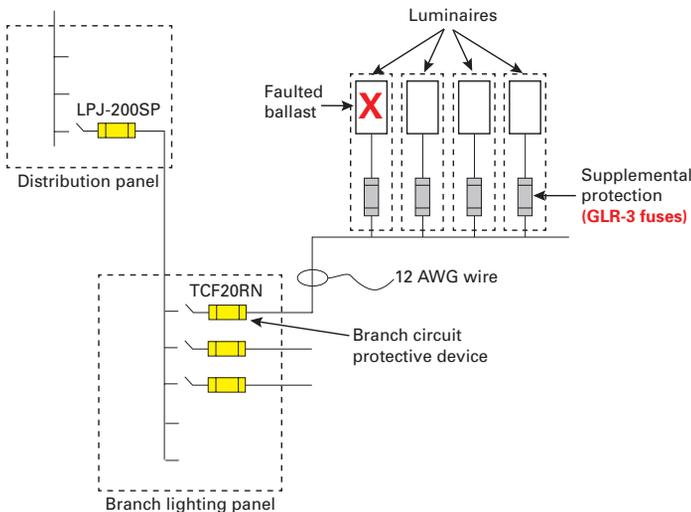 Luminaires
Faulted
ballast
X
LPJ-200SP
Distribution panel
Supplemental
protection
(GLR-3 fuses)
TCF20RN
12 AWG wire
Branch circuit
protective device
Branch lighting panel